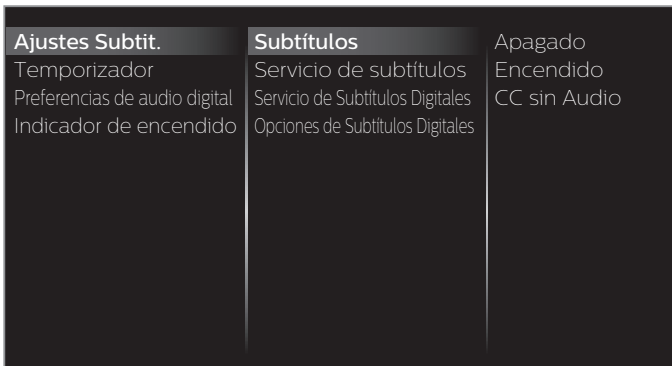 Ajustes Subtit.
Temporizador
Preferencias de audio digital
Indicador de encendido
Subtítulos
Servicio de subtítulos
Servicio de Subtítulos Digitales
Opciones de Subtítulos Digitales
Apagado
Encendido
CC sin Audio